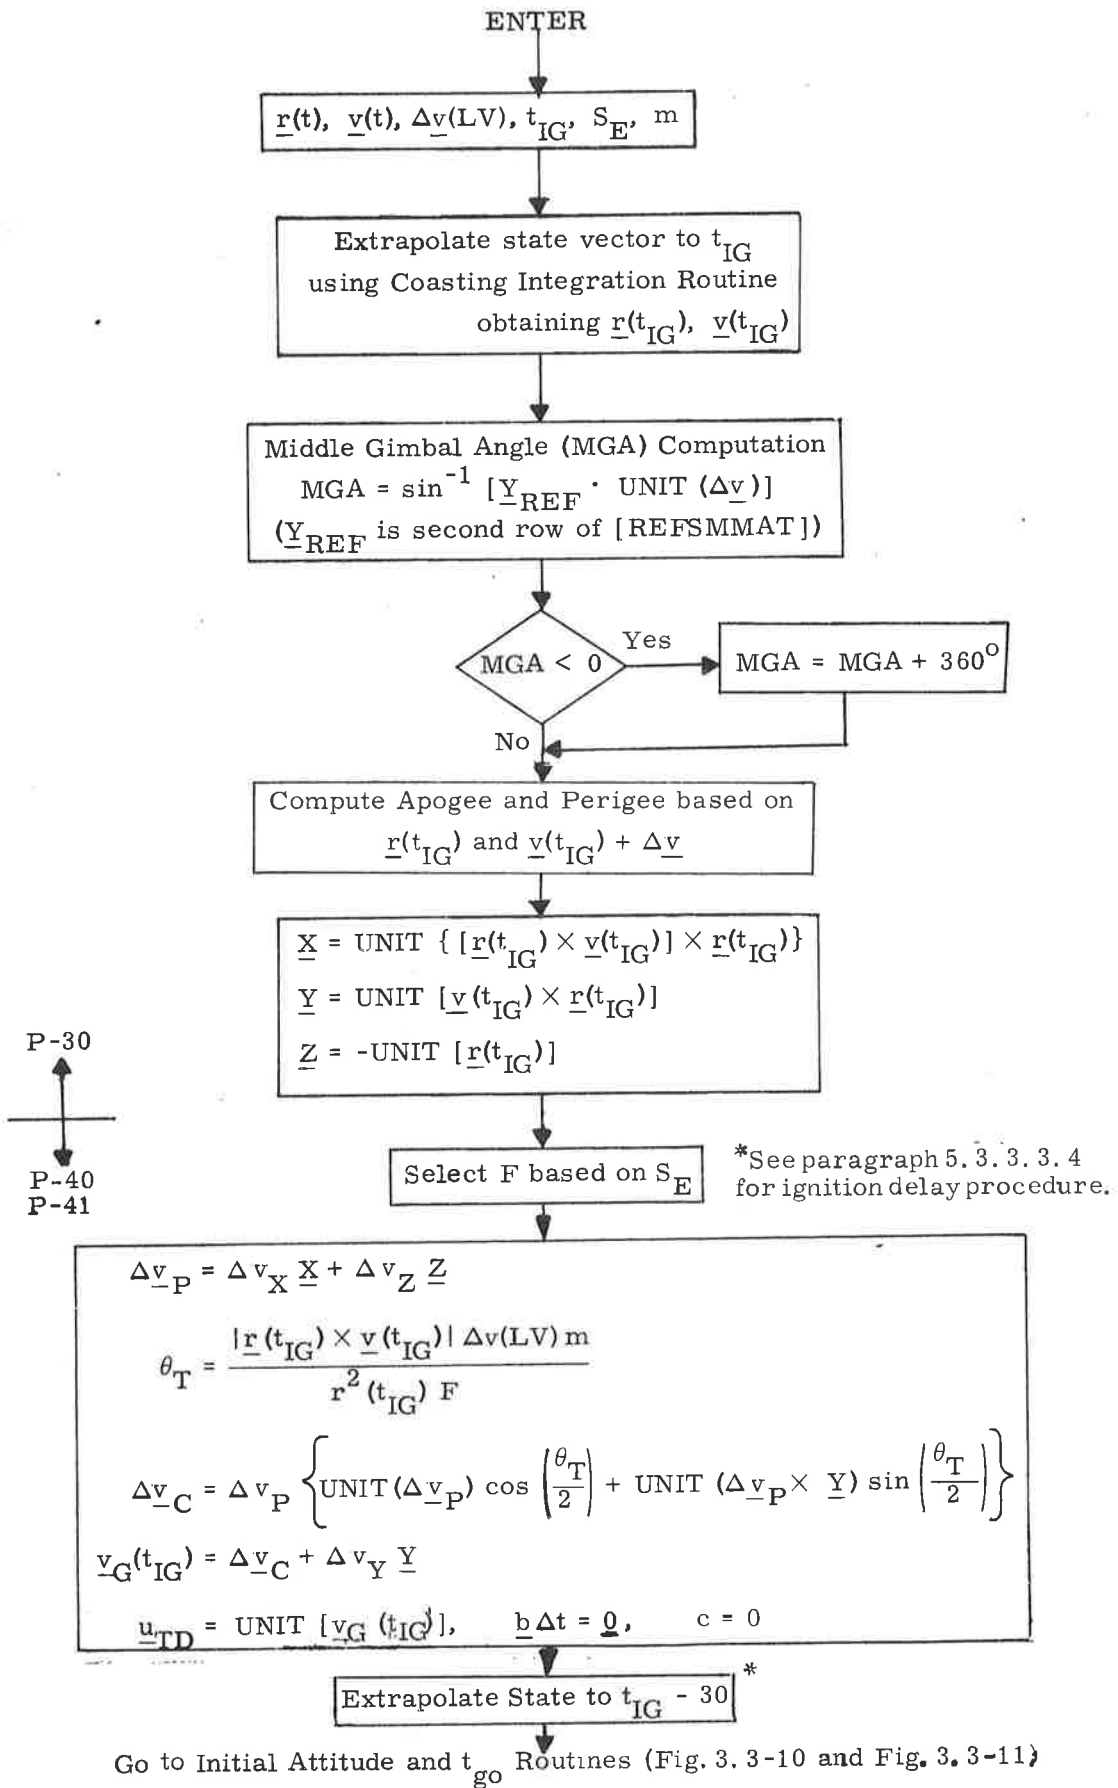 ENTER
r(t), v(t), Δv(LV), t_IG, S_E, m
Extrapolate state vector to t_IG
using Coasting Integration Routine
obtaining r(t_IG), v(t_IG)
Middle Gimbal Angle (MGA) Computation
MGA = sin^-1 [Y_REF · UNIT (Δv)]
(Y_REF is second row of [REFSMMAT])
MGA < 0
Yes
MGA = MGA + 360°
No
Compute Apogee and Perigee based on
r(t_IG) and v(t_IG) + Δv
X = UNIT { [r(t_IG) × v(t_IG)] × r(t_IG)}
Y = UNIT [v(t_IG) × r(t_IG)]
Z = -UNIT [r(t_IG)]
P-30
P-40
P-41
Select F based on S_E
*See paragraph 5.3.3.3.4
for ignition delay procedure.
Δv_P = Δv_X X + Δv_Z Z
θ_T = |r(t_IG) × v(t_IG)| Δv(LV) m / r^2 (t_IG) F
Δv_C = Δv_P {UNIT(Δv_P) cos (θ_T/2) + UNIT (Δv_P × Y) sin (θ_T/2)}
v_G(t_IG) = Δv_C + Δv_Y Y
u_TD = UNIT [v_G (t_IG)], b Δt = 0, c = 0
Extrapolate State to t_IG - 30 *
Go to Initial Attitude and t_go Routines (Fig. 3.3-10 and Fig. 3.3-11)